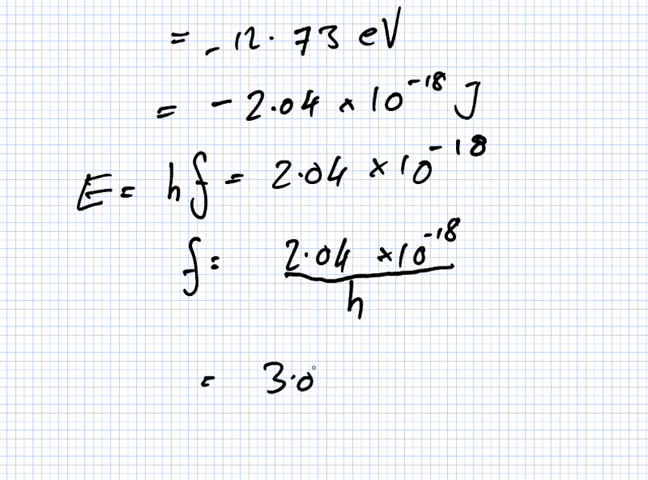 = -12.73 eV
= -2.04 × 10^-18 J
E = hf = 2.04 × 10^-18
f = 2.04 × 10^-18 / h
= 3.0